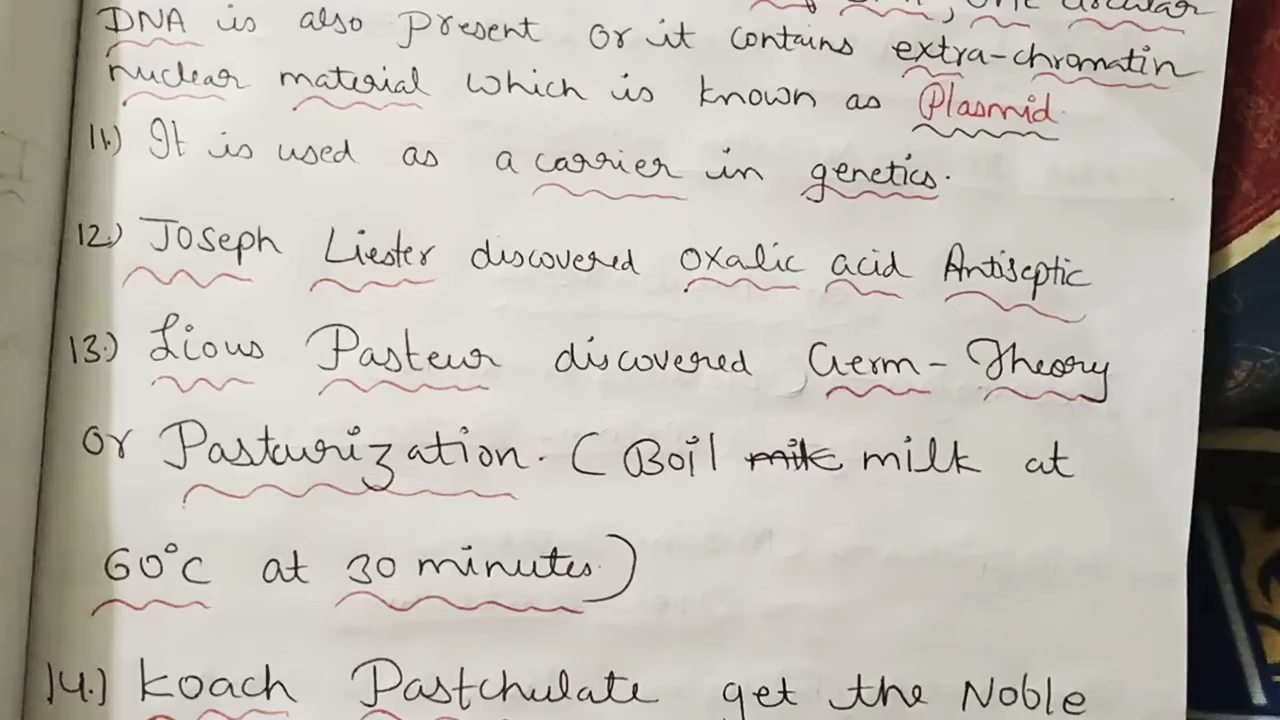 DNA is also Present or it contains extra-chromatin
nuclear material which is known as Plasmid.
11.) It is used as a carrier in genetics.
12.) Joseph Liester discovered oxalic acid Antiseptic
13.) Lious Pasteur discovered Germ-Theory
or Pasturization. (Boil milk at
60°C at 30 minutes.)
14.) Koach Pastchulate get the Noble